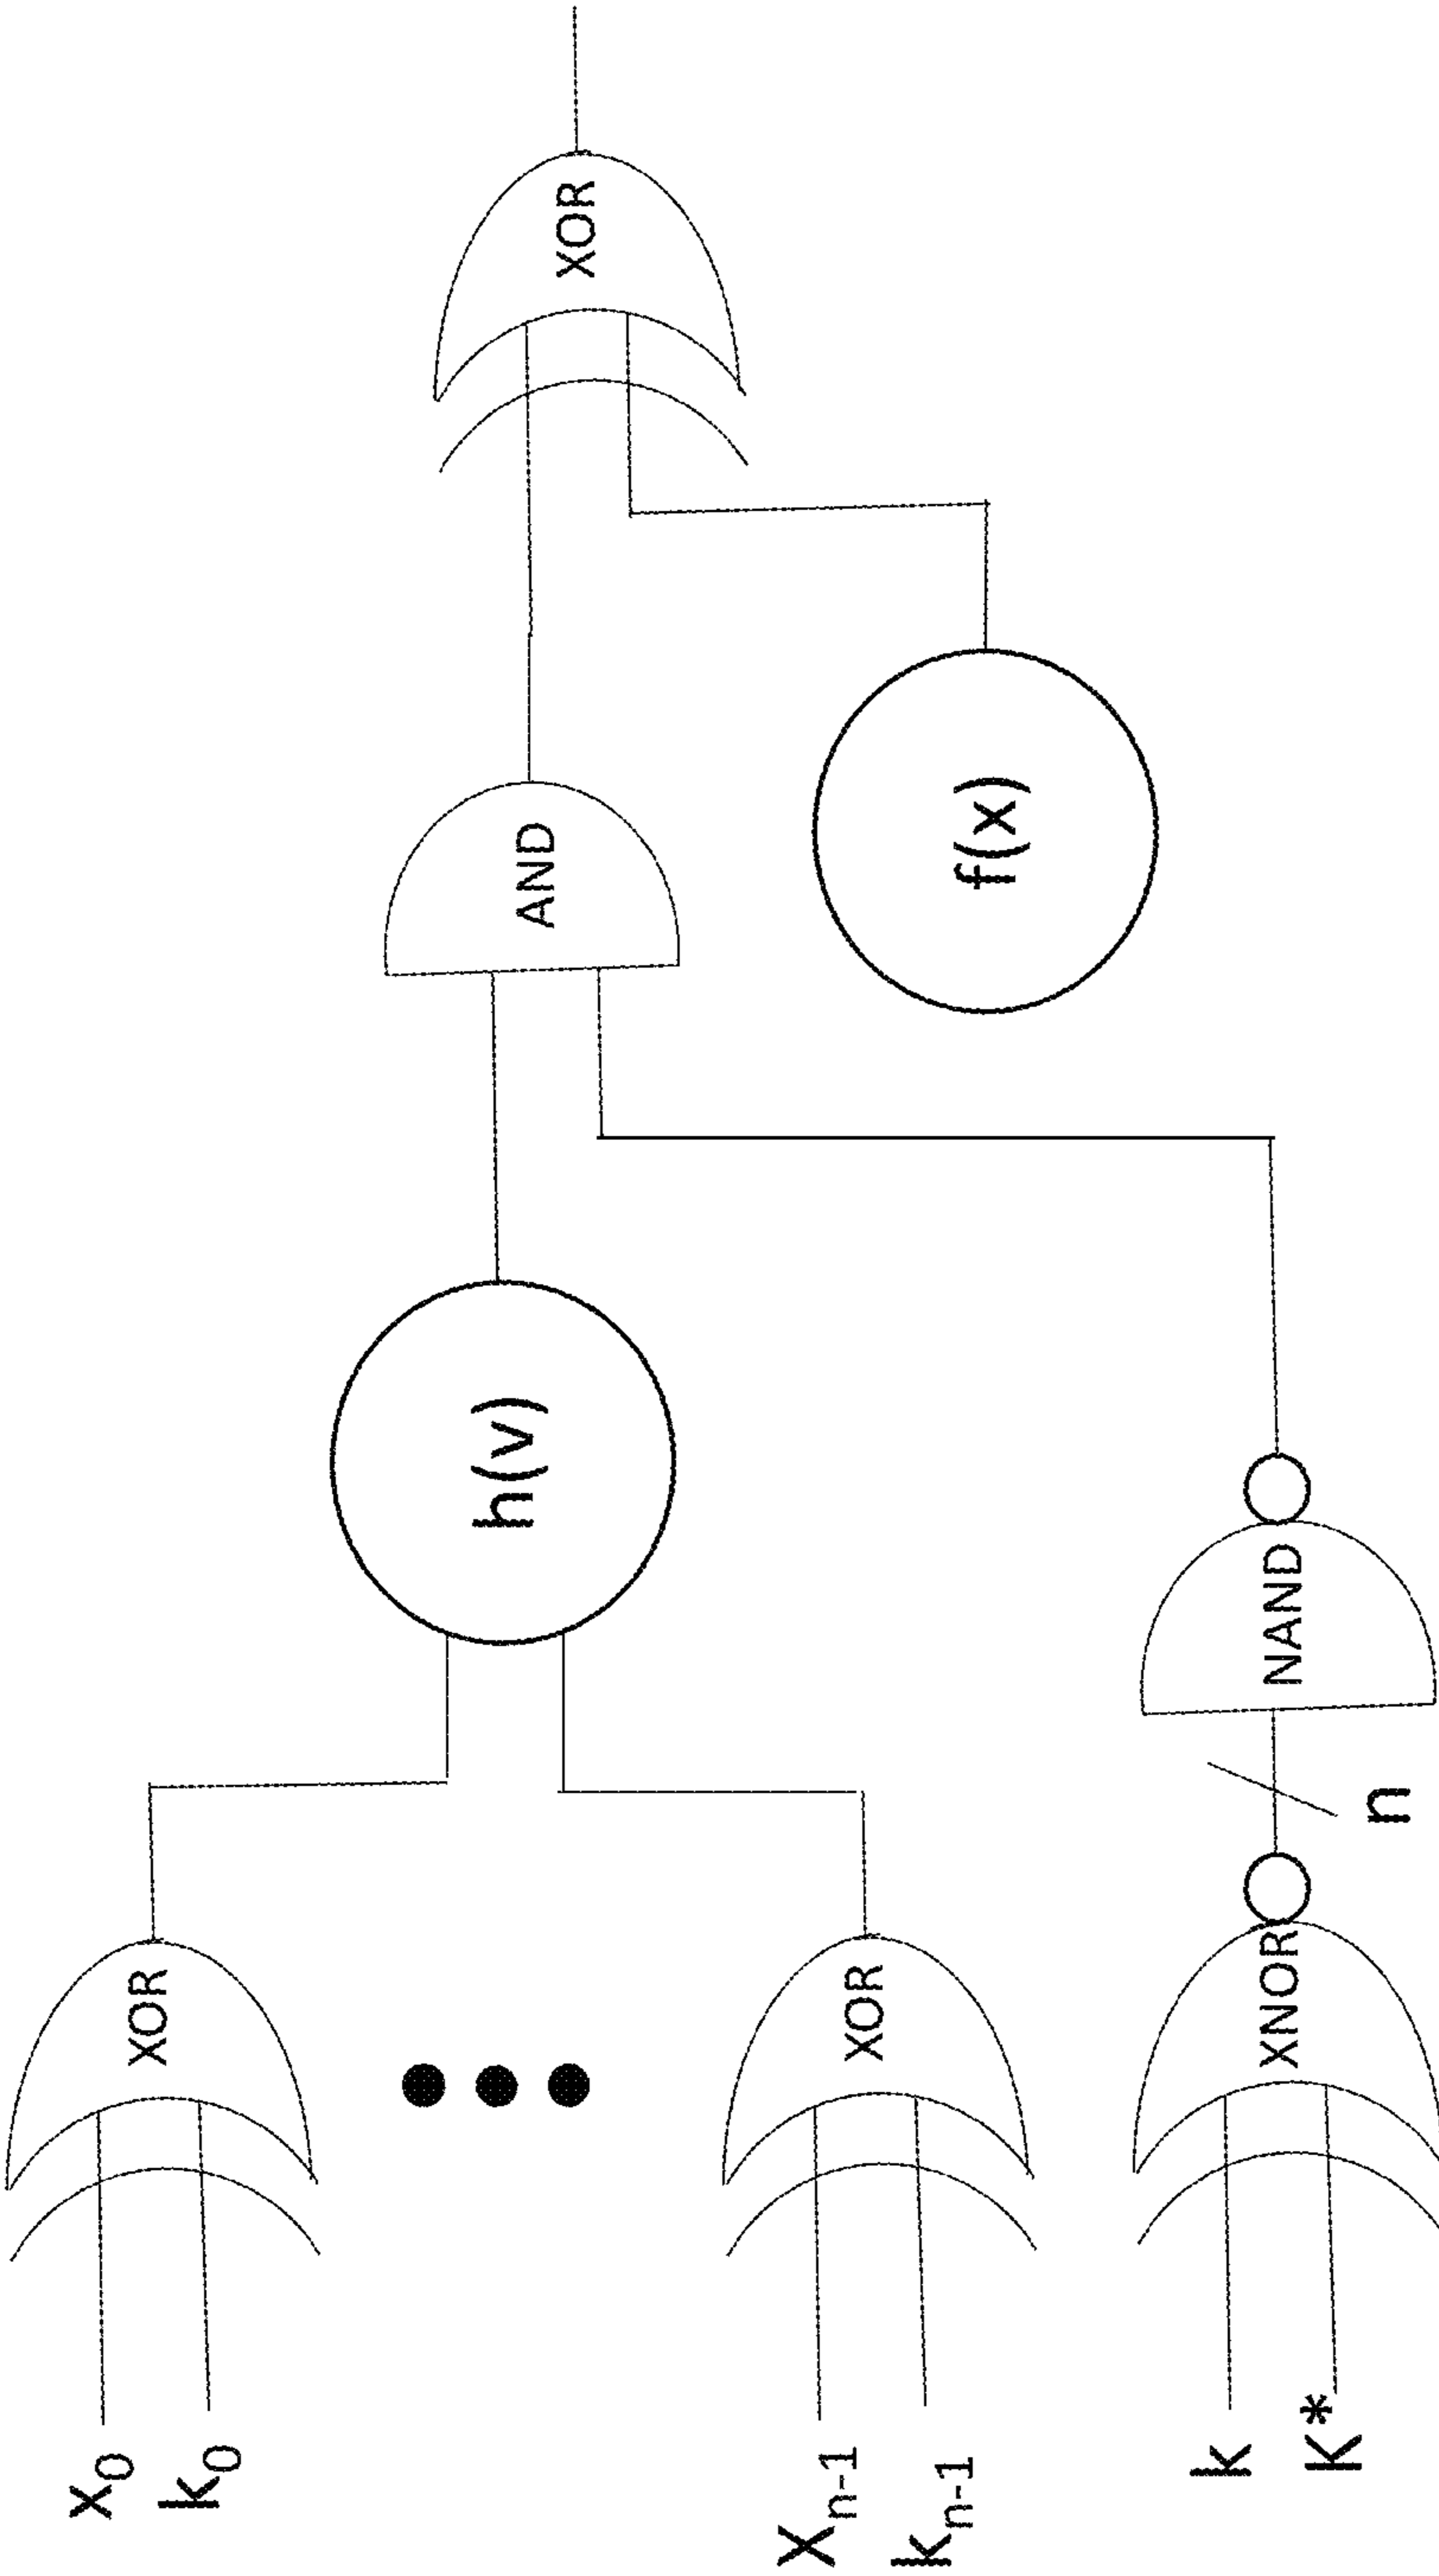 x₀
k₀
XOR
Xₙ₋₁
kₙ₋₁
XOR
k
K*
XNOR
n
NAND
h(v)
AND
f(x)
XOR